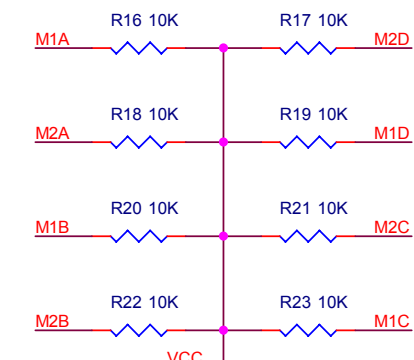 R16 10K R17 10K
M1A M2D
R18 10K R19 10K
M2A M1D
R20 10K R21 10K
M1B M2C
R22 10K R23 10K
M2B M1C
VCC